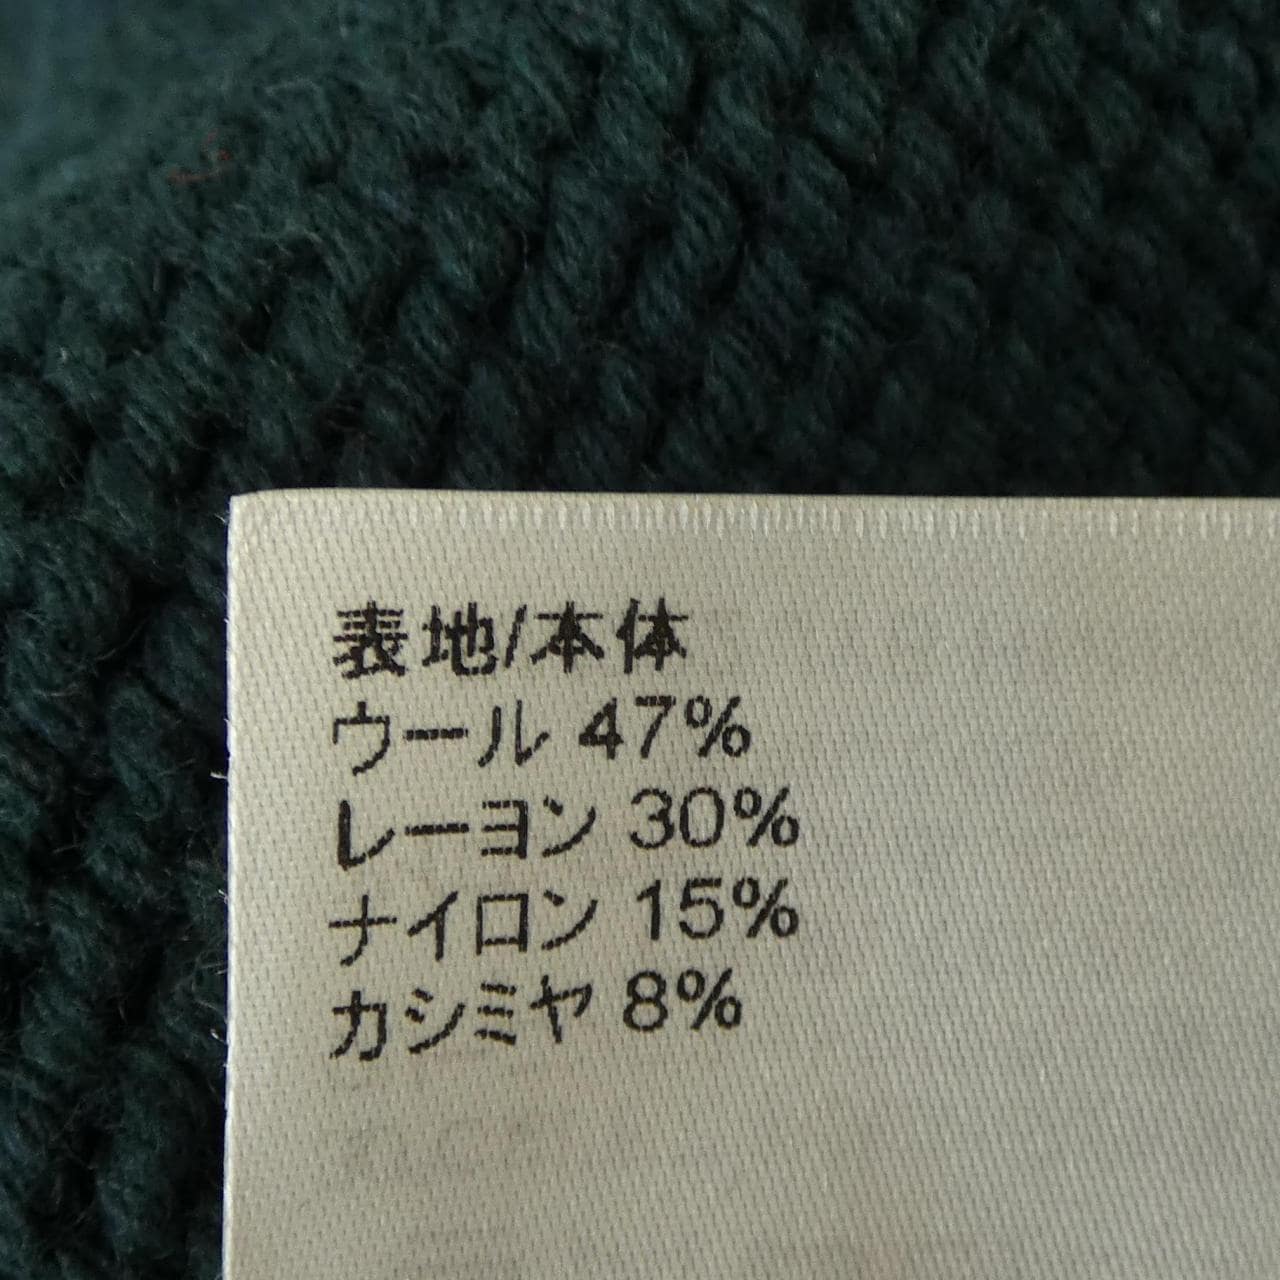 表地/本体
ウール 47%
レーヨン 30%
ナイロン 15%
カシミヤ 8%